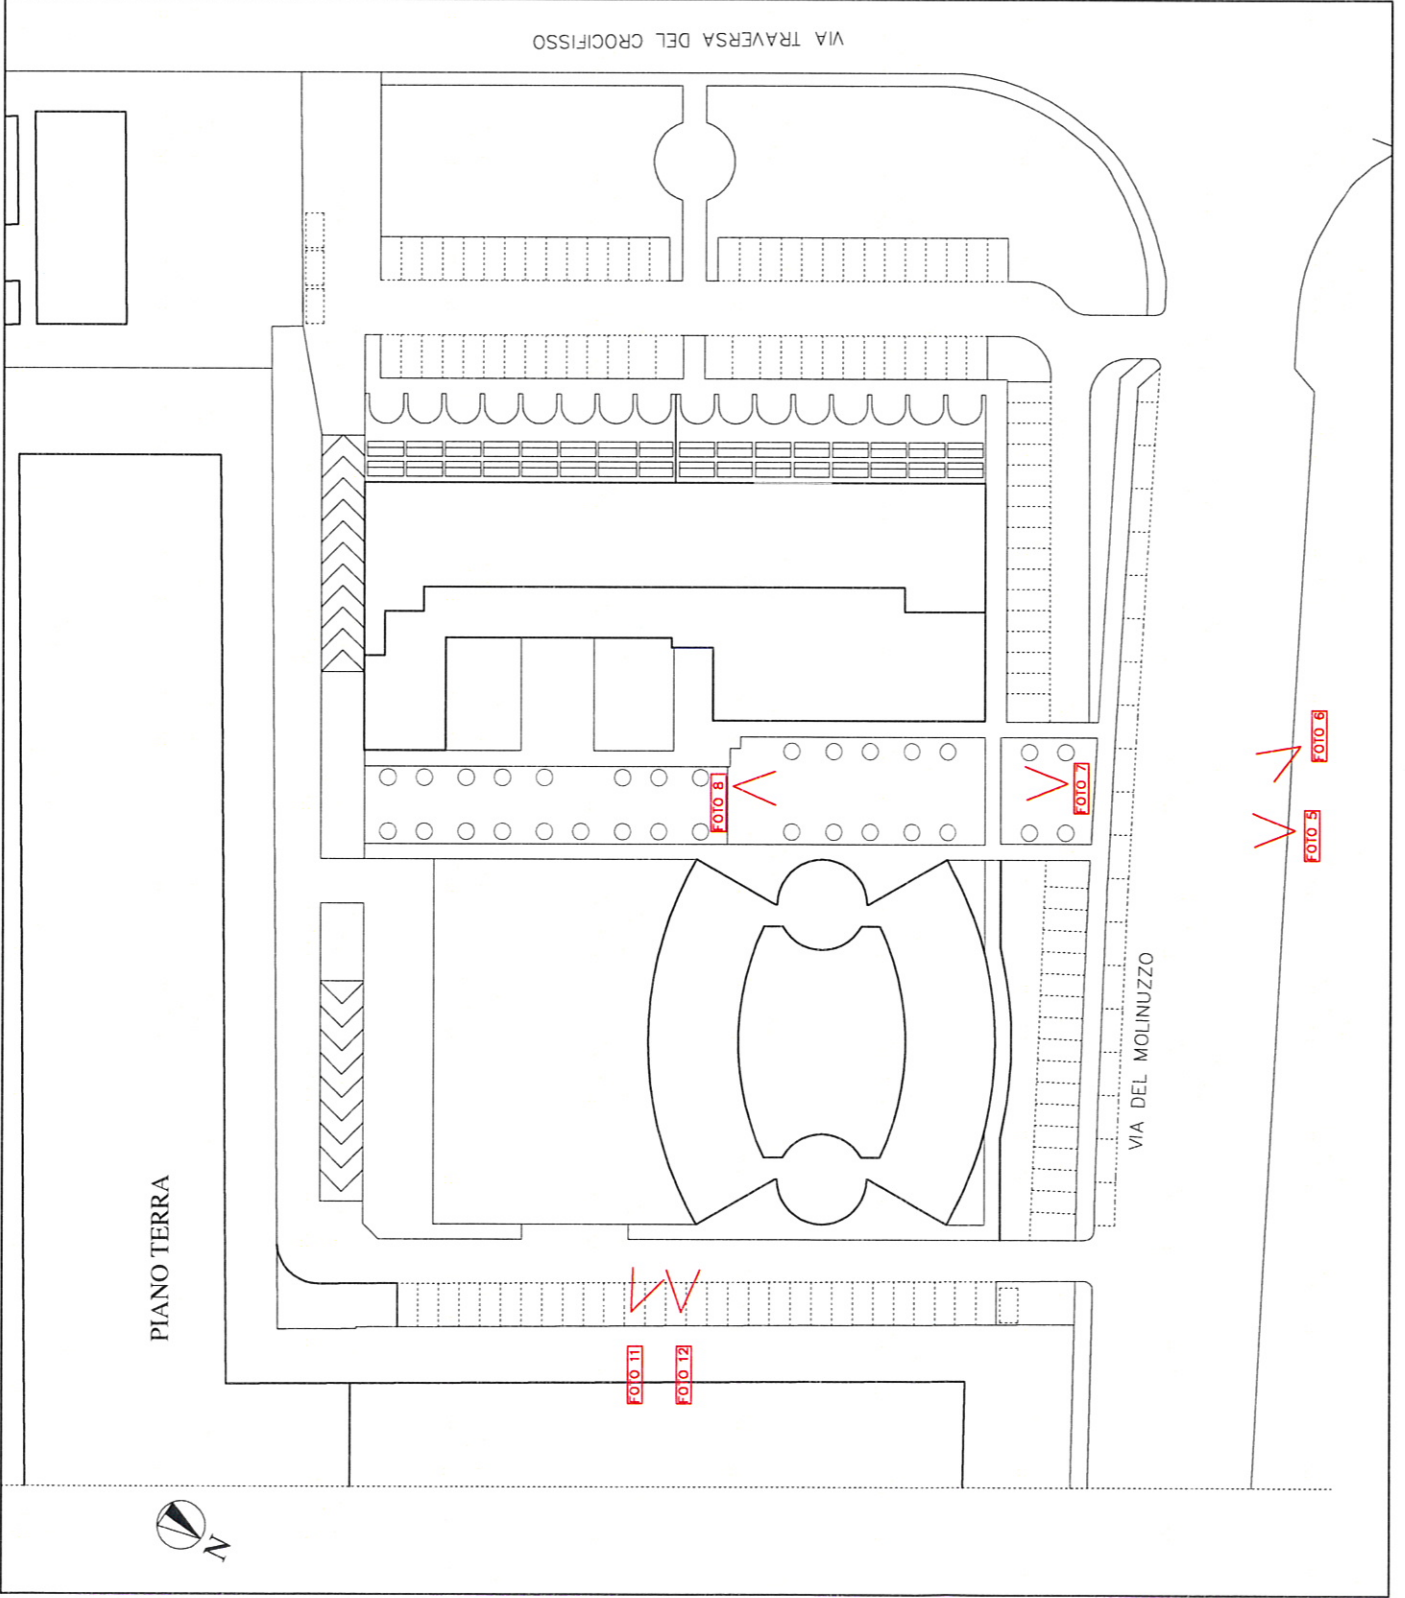 VIA TRAVERSA DEL CROCIFISSO
FOTO 6
FOTO 7
FOTO 8
FOTO 5
VIA DEL MOLINUZZO
PIANO TERRA
FOTO 11
FOTO 12
N